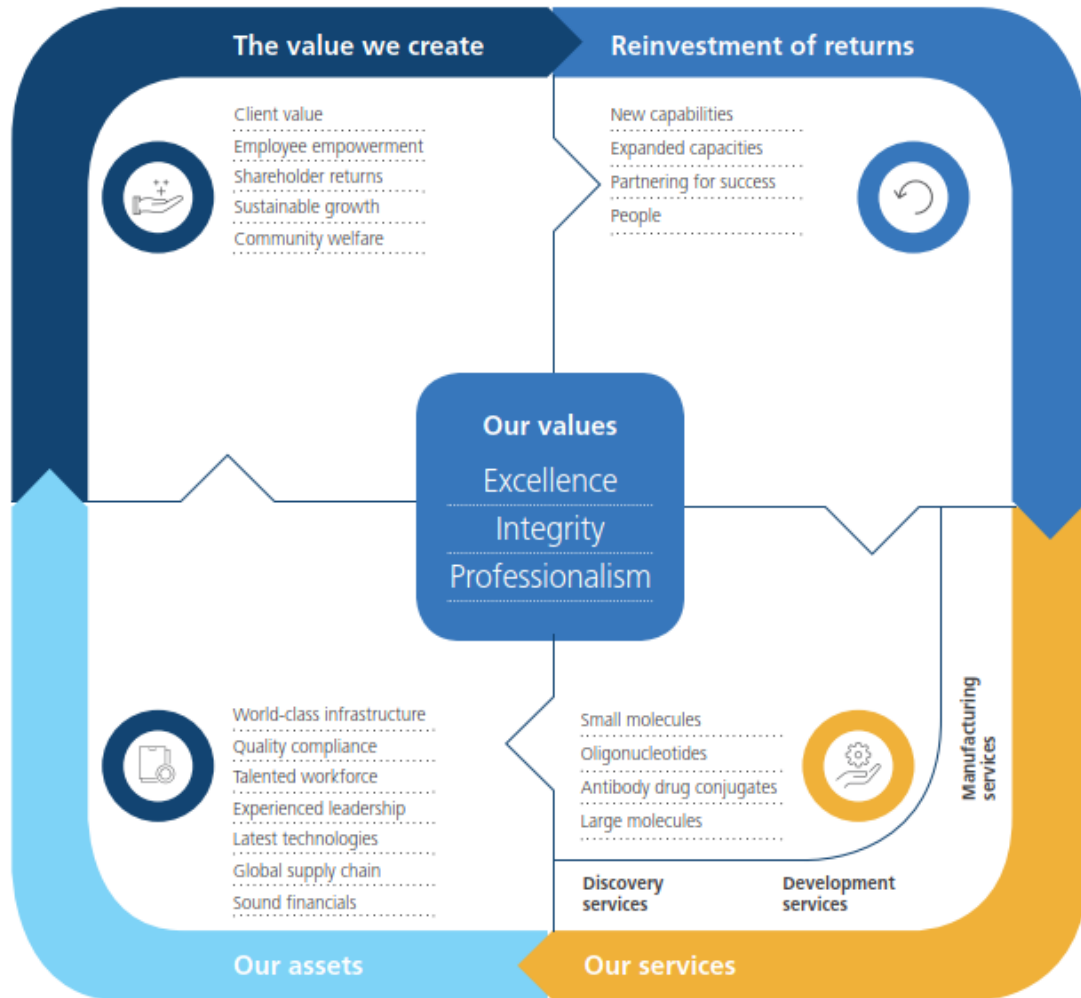 The value we create
Client value
Employee empowerment
Shareholder returns
Sustainable growth
Community welfare
Reinvestment of returns
New capabilities
Expanded capacities
Partnering for success
People
Our values
Excellence
Integrity
Professionalism
World-class infrastructure
Quality compliance
Talented workforce
Experienced leadership
Latest technologies
Global supply chain
Sound financials
Our assets
Small molecules
Oligonucleotides
Antibody drug conjugates
Large molecules
Manufacturing
services
Discovery
services
Development
services
Our services